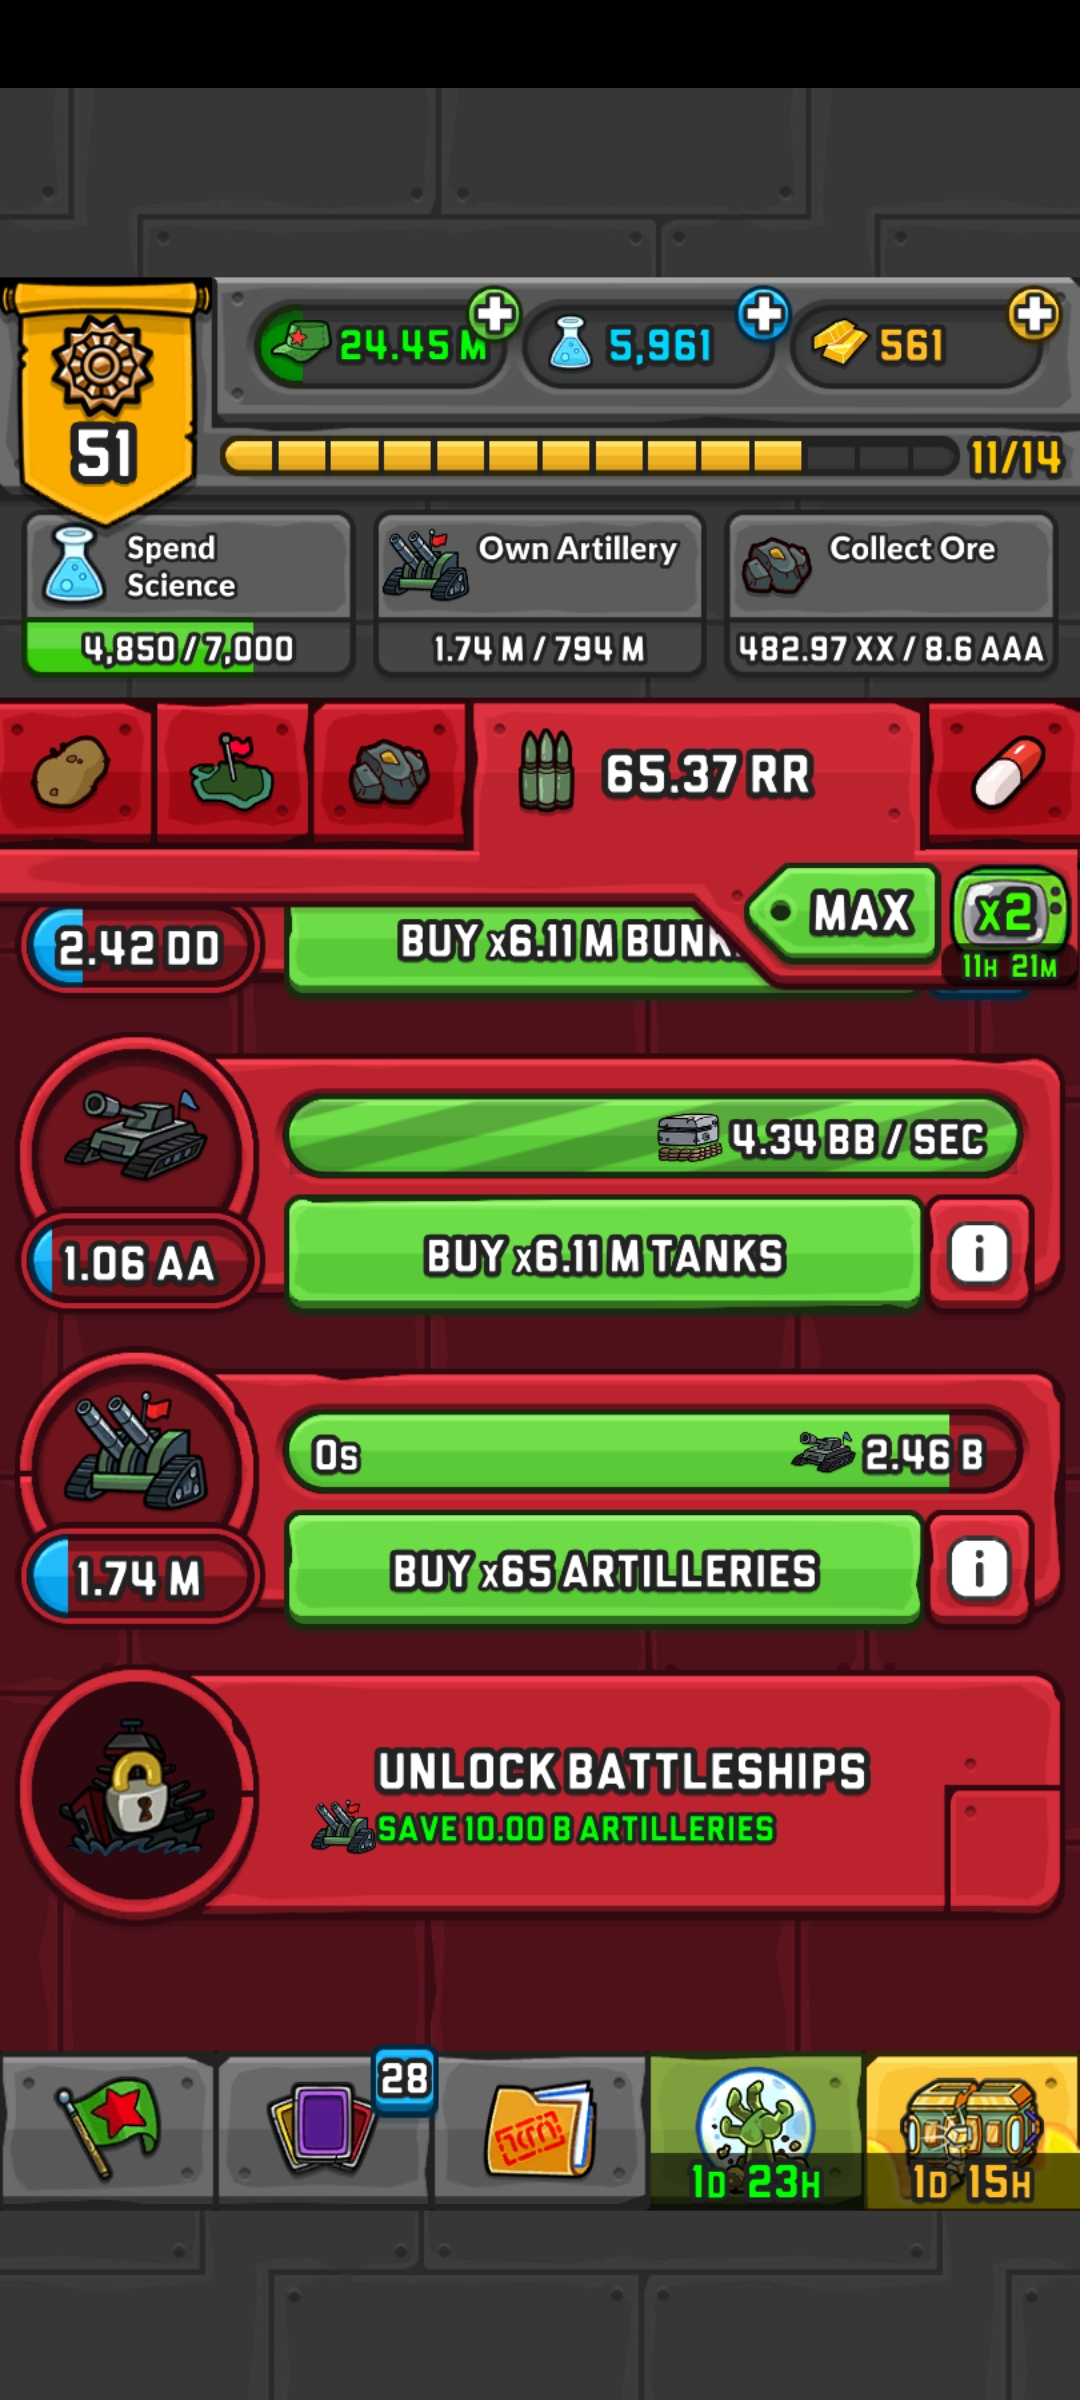 24.45 M
5,961
561
51
11/14
Spend
Science
Own Artillery
Collect Ore
4,850 / 7,000
1.74 M / 794 M
482.97 XX / 8.6 AAA
65.37 RR
MAX
x2
11H 21M
2.42 DD
BUY x6.11 M BUNK
4.34 BB / SEC
BUY x6.11 M TANKS
i
1.06 AA
0s
2.46 B
BUY x65 ARTILLERIES
i
1.74 M
UNLOCK BATTLESHIPS
SAVE 10.00 B ARTILLERIES
28
1D 23H
1D 15H